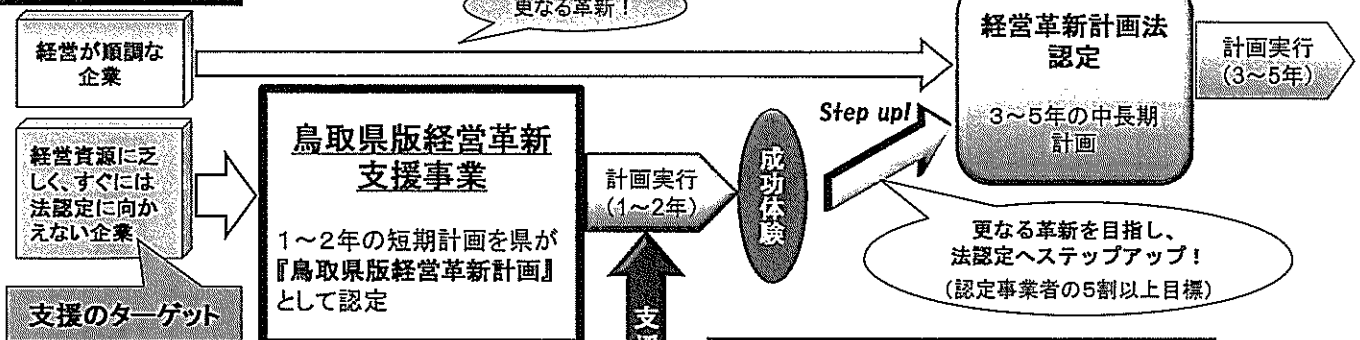 更なる革新！
経営が順調な
企業
経営革新計画法
認定
3～5年の中長期
計画
計画実行
(3～5年)
経営資源に乏
しく、すぐには
法認定に向か
えない企業
支援のターゲット
鳥取県版経営革新
支援事業
1～2年の短期計画を県が
『鳥取県版経営革新計画』
として認定
計画実行
(1～2年)
成功体験
Step up!
更なる革新を目指し、
法認定へステップアップ！
(認定事業者の5割以上目標)
支